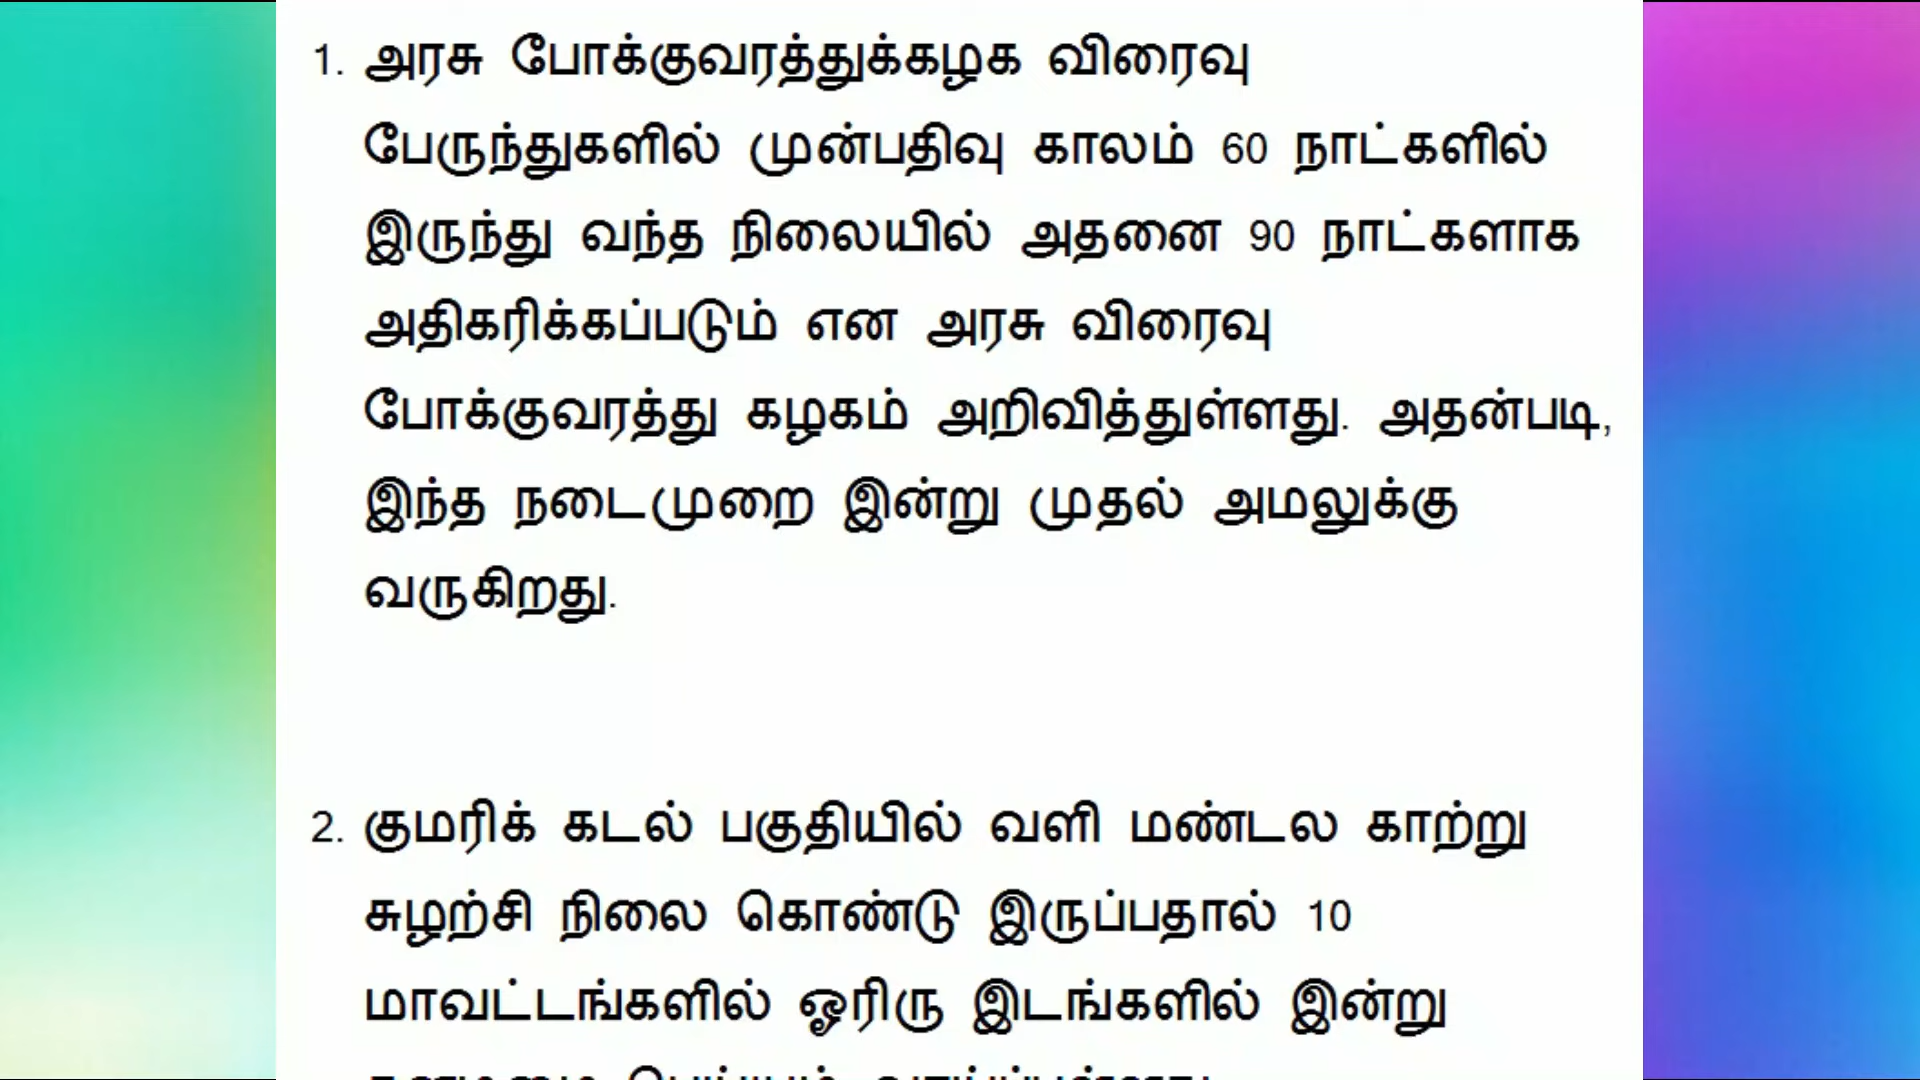 1. அரசு போக்குவரத்துக்கழக விரைவு
பேருந்துகளில் முன்பதிவு காலம் 60 நாட்களில்
இருந்து வந்த நிலையில் அதனை 90 நாட்களாக
அதிகரிக்கப்படும் என அரசு விரைவு
போக்குவரத்து கழகம் அறிவித்துள்ளது. அதன்படி,
இந்த நடைமுறை இன்று முதல் அமலுக்கு
வருகிறது.
2. குமரிக் கடல் பகுதியில் வளி மண்டல காற்று
சுழற்சி நிலை கொண்டு இருப்பதால் 10
மாவட்டங்களில் ஓரிரு இடங்களில் இன்று